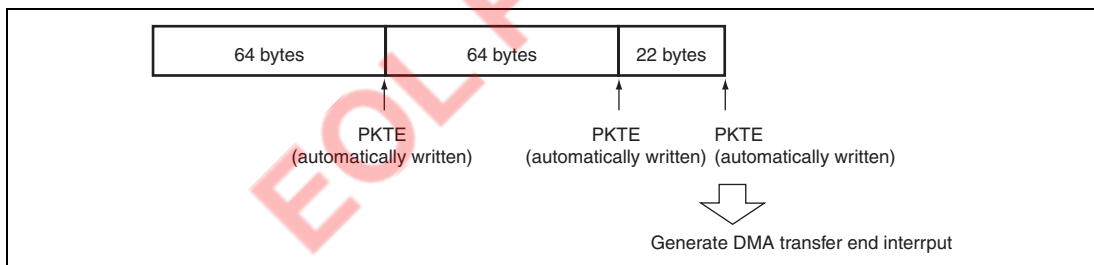 64 bytes 64 bytes 22 bytes
PKTE PKTE PKTE
(automatically written) (automatically written) (automatically written)
Generate DMA transfer end interrput
EOL P